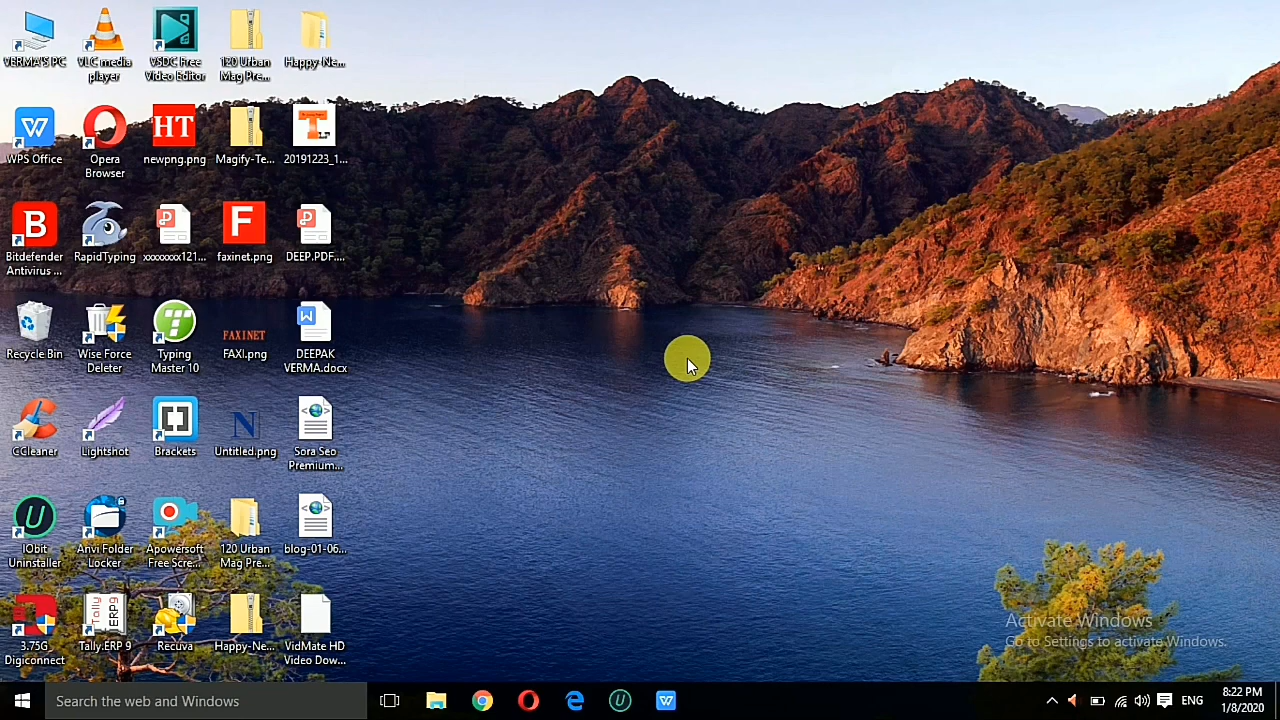 VERMA'S PC
VLC media
player
VSDC Free
Video Editor
120 Urban
Mag Pre...
Happy-Ne...
WPS Office
Opera
Browser
HT
newpng.png
Magify-Te...
20191223_1...
B
Bitdefender
Antivirus ...
RapidTyping
xxxxxxx121...
F
faxinet.png
DEEP.PDF....
Recycle Bin
Wise Force
Deleter
Typing
Master 10
FAXINET
FAXI.png
W
DEEPAK
VERMA.docx
CCleaner
Lightshot
Brackets
N
Untitled.png
Sora Seo
Premium...
IObit
Uninstaller
Anvi Folder
Locker
Apowersoft
Free Scre...
120 Urban
Mag Pre...
blog-01-06...
3.75G
Digiconnect
Tally
ERP9
Tally.ERP 9
Recuva
Happy-Ne...
VidMate HD
Video Dow...
Activate Windows
Go to Settings to activate Windows.
Search the web and Windows
ENG
8:22 PM
1/8/2020